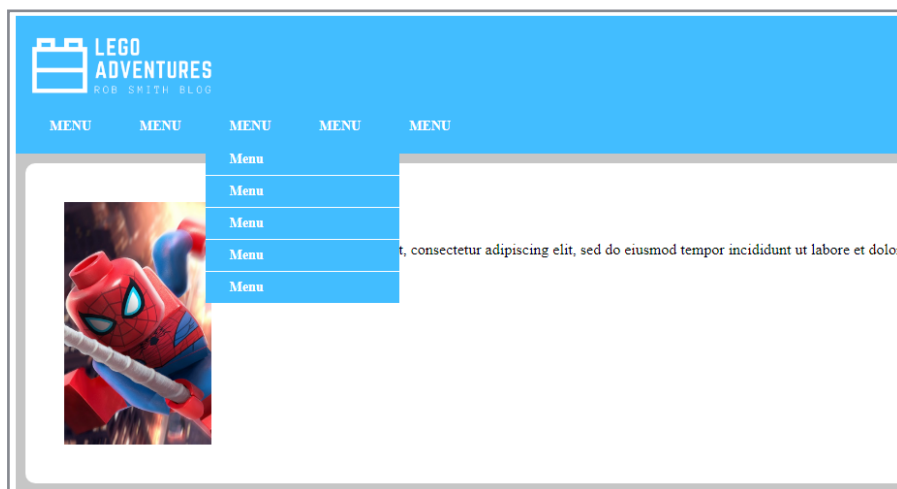 LEGO
ADVENTURES
ROB SMITH BLOG
MENU MENU MENU MENU MENU
Menu
Menu
Menu
Menu
Menu
, consectetur adipiscing elit, sed do eiusmod tempor incididunt ut labore et